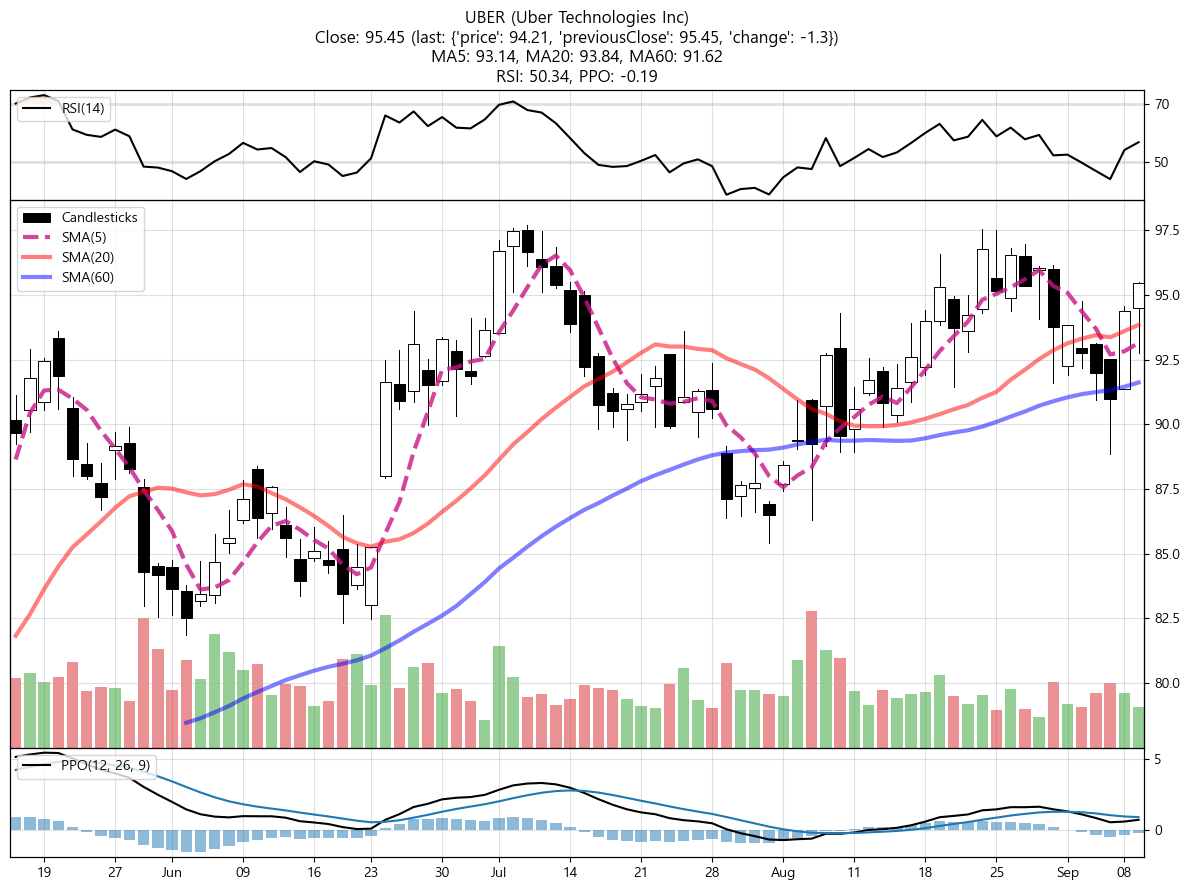 UBER (Uber Technologies Inc)
Close: 95.45 (last: {'price': 94.21, 'previousClose': 95.45, 'change': -1.3})
MA5: 93.14, MA20: 93.84, MA60: 91.62
RSI: 50.34, PPO: -0.19
RSI(14)
70
50
Candlesticks
SMA(5)
SMA(20)
SMA(60)
97.5
95.0
92.5
90.0
87.5
85.0
82.5
80.0
PPO(12, 26, 9)
5
0
19 27 Jun 09 16 23 Jul 14 21 28 Aug 11 18 25 Sep 08